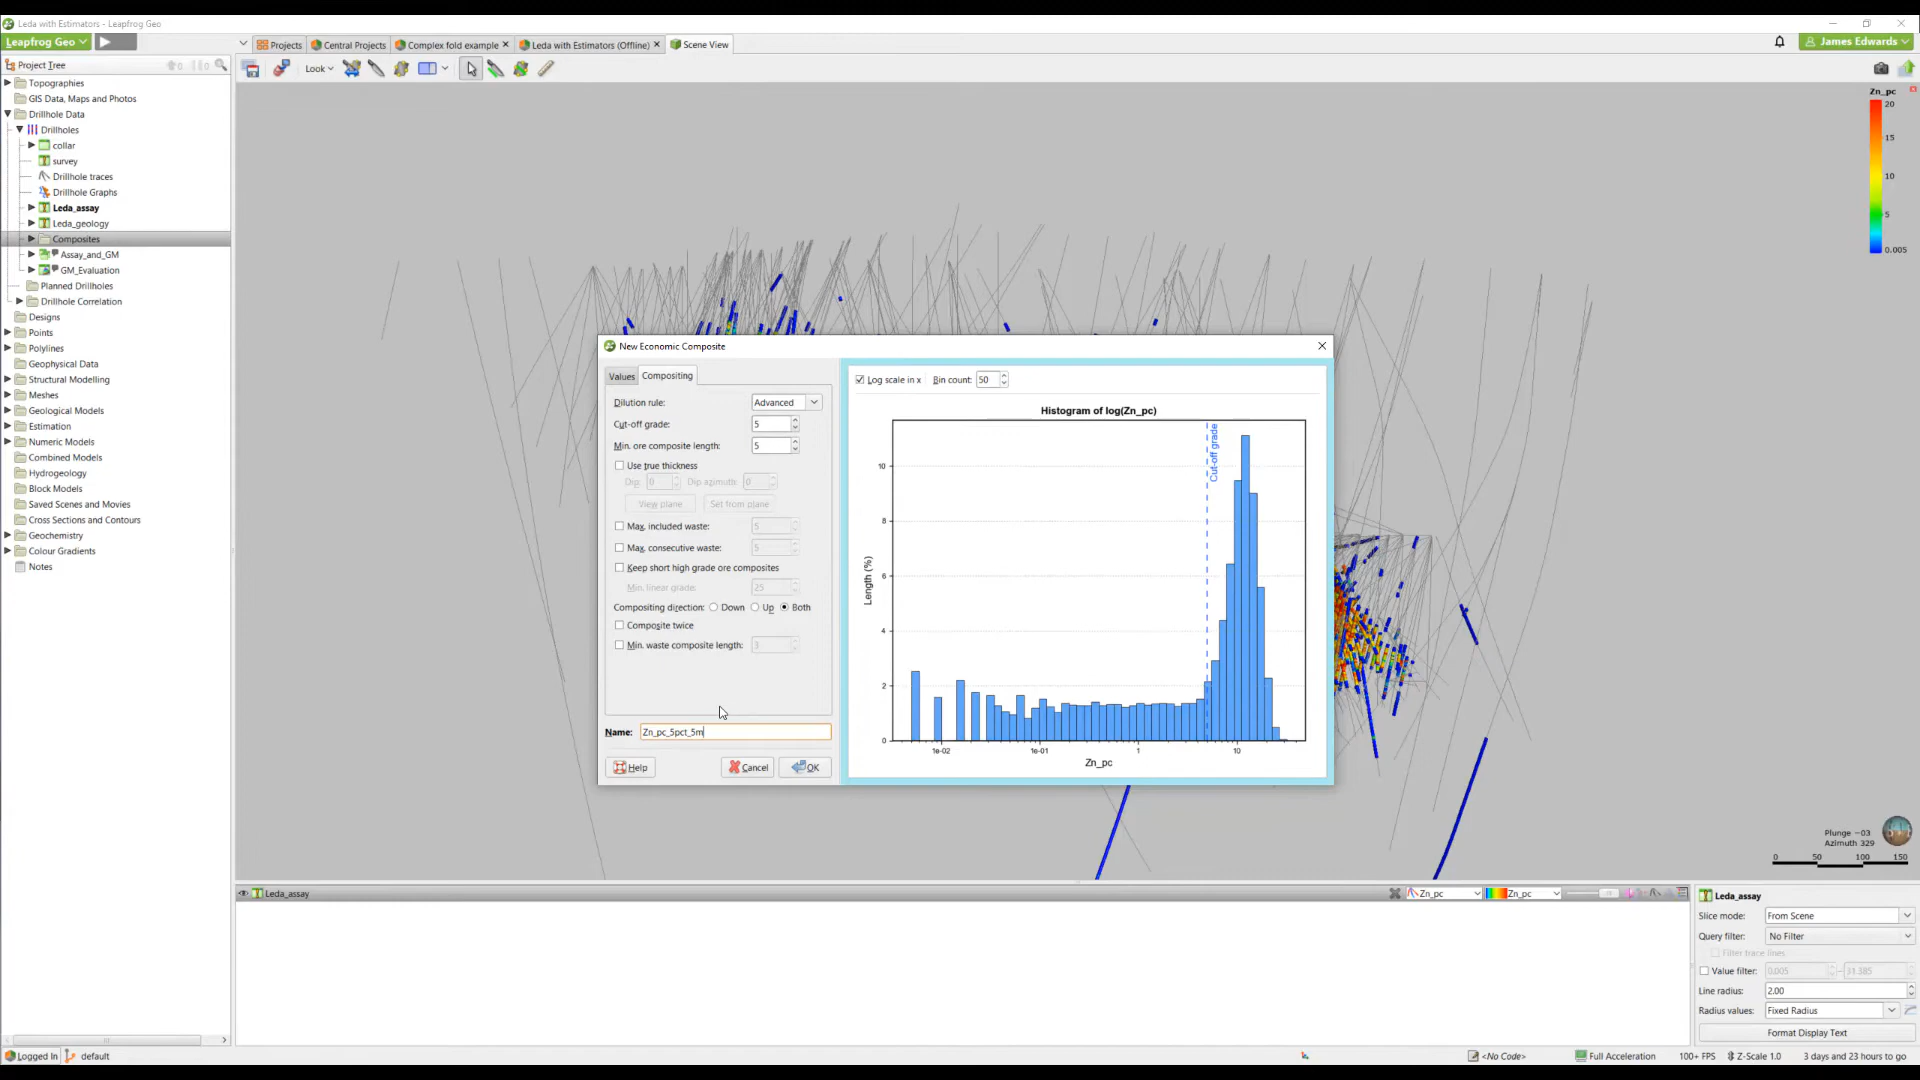 Leda with Estimators - Leapfrog Geo
Leapfrog Geo
Projects
Central Projects
Complex fold example
Leda with Estimators (Offline)
Scene View
James Edwards
Project Tree
Look
Topographies
GIS Data, Maps and Photos
Drillhole Data
Drillholes
collar
survey
Drillhole traces
Drillhole Graphs
Leda_assay
Leda_geology
Composites
Assay_and_GM
GM_Evaluation
Planned Drillholes
Drillhole Correlation
Designs
Points
Polylines
Geophysical Data
Structural Modelling
Meshes
Geological Models
Estimation
Numeric Models
Combined Models
Hydrogeology
Block Models
Saved Scenes and Movies
Cross Sections and Contours
Geochemistry
Colour Gradients
Notes
Zn_pc
20
15
10
5
0.005
New Economic Composite
Values
Compositing
Dilution rule: Advanced
Cut-off grade: 5
Min. ore composite length: 5
Use true thickness
Dip: 0 Dip azimuth: 0
View plane Set from plane
Max. included waste: 5
Max. consecutive waste: 5
Keep short high grade ore composites
Min. linear grade: 25
Compositing direction: Down Up Both
Composite twice
Min. waste composite length: 3
Name: Zn_pc_5pct_5m
Help Cancel OK
Log scale in x Bin count: 50
Histogram of log(Zn_pc)
Cut-off grade
Length (%)
10
8
6
4
2
0
1e-02 1e-01 1 10
Zn_pc
Plunge −03
Azimuth 329
0 50 100 150
Leda_assay
Zn_pc
Zn_pc
Leda_assay
Slice mode: From Scene
Query filter: No Filter
Filter trace lines
Value filter: 0.005 31.385
Line radius: 2.00
Radius values: Fixed Radius
Format Display Text
Logged In default
<No Code>
Full Acceleration
100+ FPS
Z-Scale 1.0
3 days and 23 hours to go